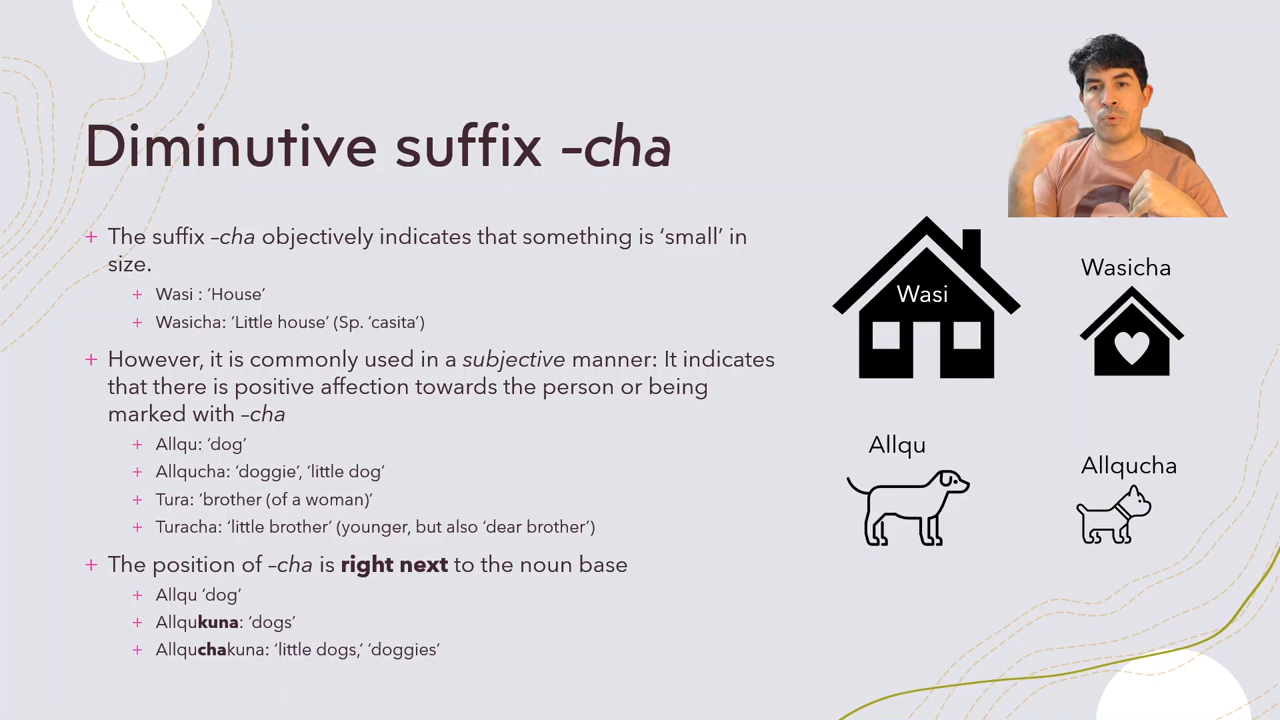 Diminutive suffix -cha
+ The suffix –cha objectively indicates that something is ‘small’ in
size.
+ Wasi : ‘House’
+ Wasicha: ‘Little house’ (Sp. ‘casita’)
+ However, it is commonly used in a subjective manner: It indicates
that there is positive affection towards the person or being
marked with –cha
+ Allqu: ‘dog’
+ Allqucha: ‘doggie’, ‘little dog’
+ Tura: ‘brother (of a woman)’
+ Turacha: ‘little brother’ (younger, but also ‘dear brother’)
+ The position of –cha is right next to the noun base
+ Allqu ‘dog’
+ Allqukuna: ‘dogs’
+ Allquchakuna: ‘little dogs,’ ‘doggies’
Wasi
Wasicha
Allqu
Allqucha